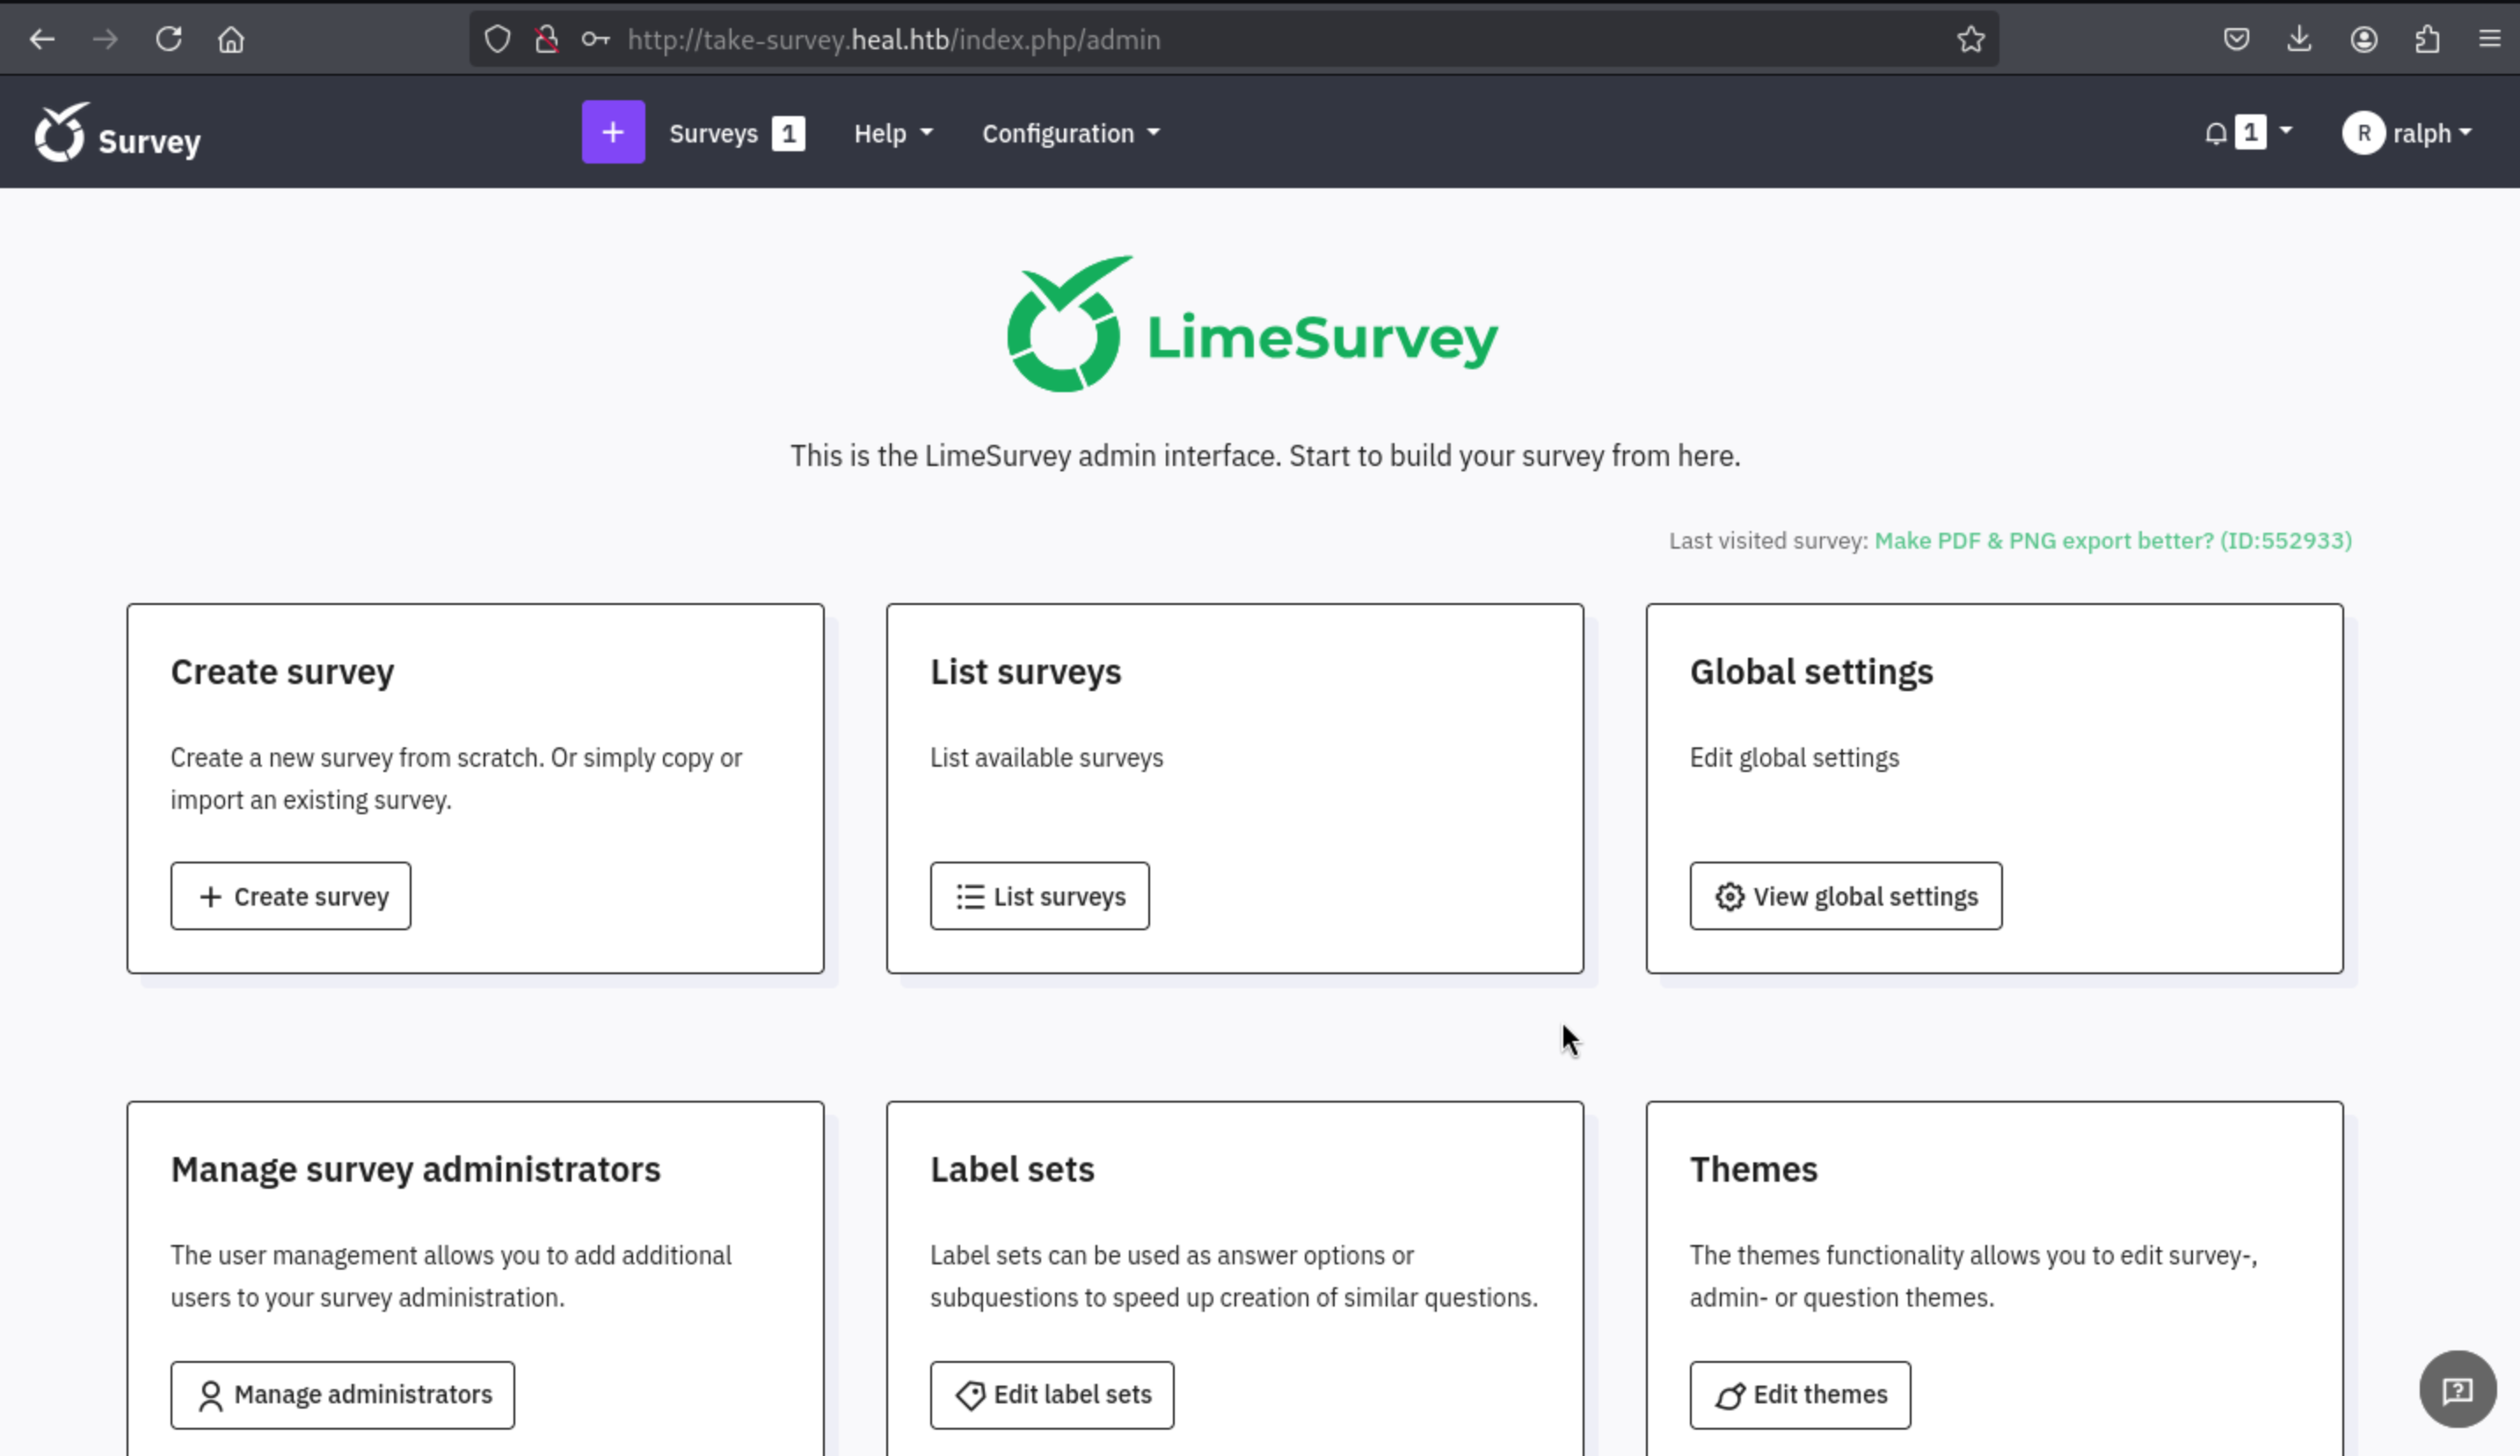 http://take-survey.heal.htb/index.php/admin
Survey
+ Surveys 1 Help Configuration 1 R ralph
LimeSurvey
This is the LimeSurvey admin interface. Start to build your survey from here.
Last visited survey: Make PDF & PNG export better? (ID:552933)
Create survey
Create a new survey from scratch. Or simply copy or
import an existing survey.
+ Create survey
List surveys
List available surveys
List surveys
Global settings
Edit global settings
View global settings
Manage survey administrators
The user management allows you to add additional
users to your survey administration.
Manage administrators
Label sets
Label sets can be used as answer options or
subquestions to speed up creation of similar questions.
Edit label sets
Themes
The themes functionality allows you to edit survey-,
admin- or question themes.
Edit themes
?